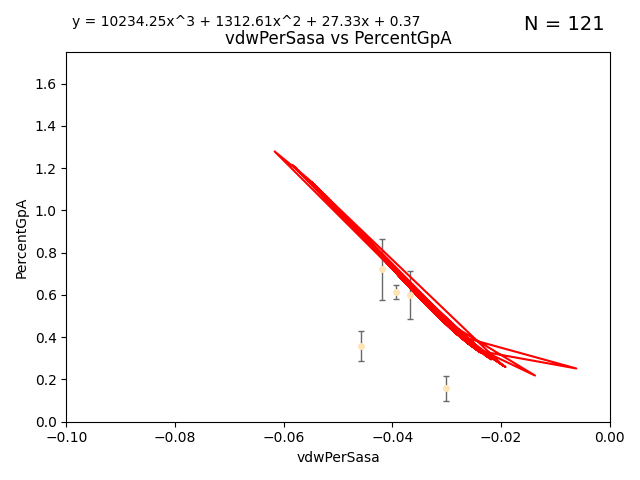 y = 10234.25x^3 + 1312.61x^2 + 27.33x + 0.37
N = 121
vdwPerSasa vs PercentGpA
PercentGpA
1.6
1.4
1.2
1.0
0.8
0.6
0.4
0.2
0.0
−0.10 −0.08 −0.06 −0.04 −0.02 0.00
vdwPerSasa